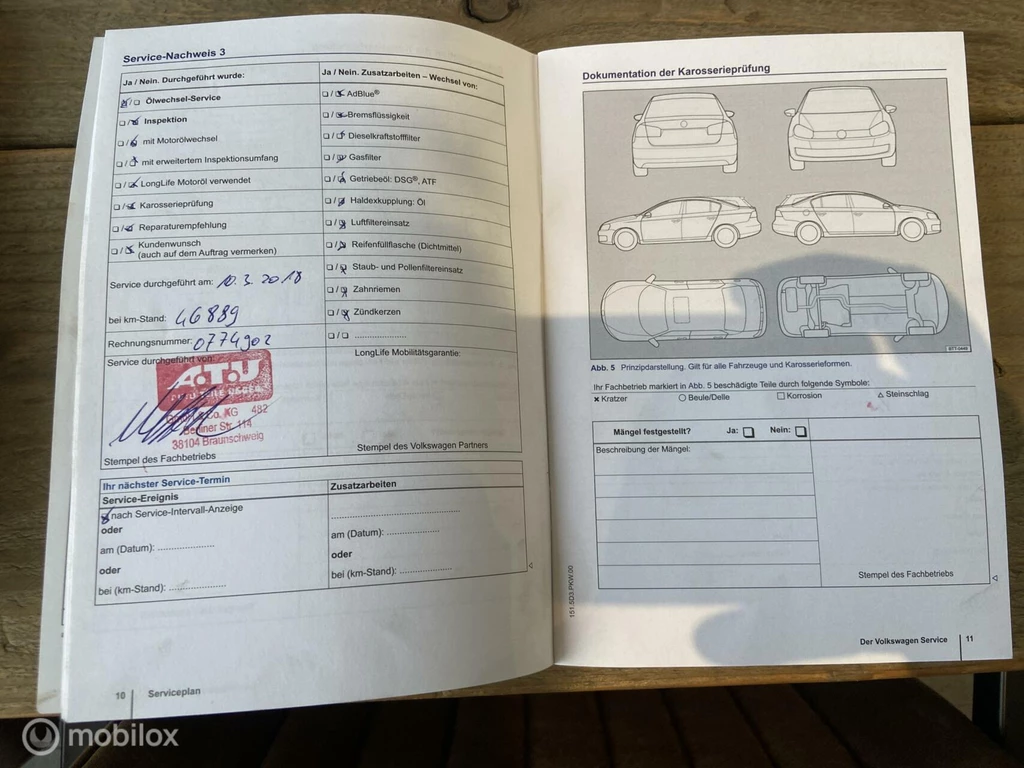 Service-Nachweis 3
Ja / Nein. Durchgeführt wurde:
Ölwechsel-Service
Inspektion
mit Motorölwechsel
mit erweitertem Inspektionsumfang
LongLife Motoröl verwendet
Karosserieprüfung
Reparaturempfehlung
Kundenwunsch
(auch auf dem Auftrag vermerken)
Service durchgeführt am: 10.3.2018
bei km-Stand: 46889
Rechnungsnummer: 0774902
Service durchgeführt von:
A.T.U
& Co. KG 482
Berliner Str. 114
38104 Braunschweig
Stempel des Fachbetriebs
Ja / Nein. Zusatzarbeiten – Wechsel von:
AdBlue®
Bremsflüssigkeit
Dieselkraftstofffilter
Gasfilter
Getriebeöl: DSG®, ATF
Haldexkupplung: Öl
Luftfiltereinsatz
Reifenfüllflasche (Dichtmittel)
Staub- und Pollenfiltereinsatz
Zahnriemen
Zündkerzen
LongLife Mobilitätsgarantie:
Stempel des Volkswagen Partners
Ihr nächster Service-Termin
Service-Ereignis
nach Service-Intervall-Anzeige
oder
am (Datum):
oder
bei (km-Stand):
Zusatzarbeiten
am (Datum):
oder
bei (km-Stand):
10 Serviceplan
Dokumentation der Karosserieprüfung
Abb. 5 Prinzipdarstellung. Gilt für alle Fahrzeuge und Karosserieformen.
Ihr Fachbetrieb markiert in Abb. 5 beschädigte Teile durch folgende Symbole:
Kratzer Beule/Delle Korrosion Steinschlag
Mängel festgestellt? Ja: Nein:
Beschreibung der Mängel:
Stempel des Fachbetriebs
151.5D3.PKW.00
Der Volkswagen Service 11
mobilox